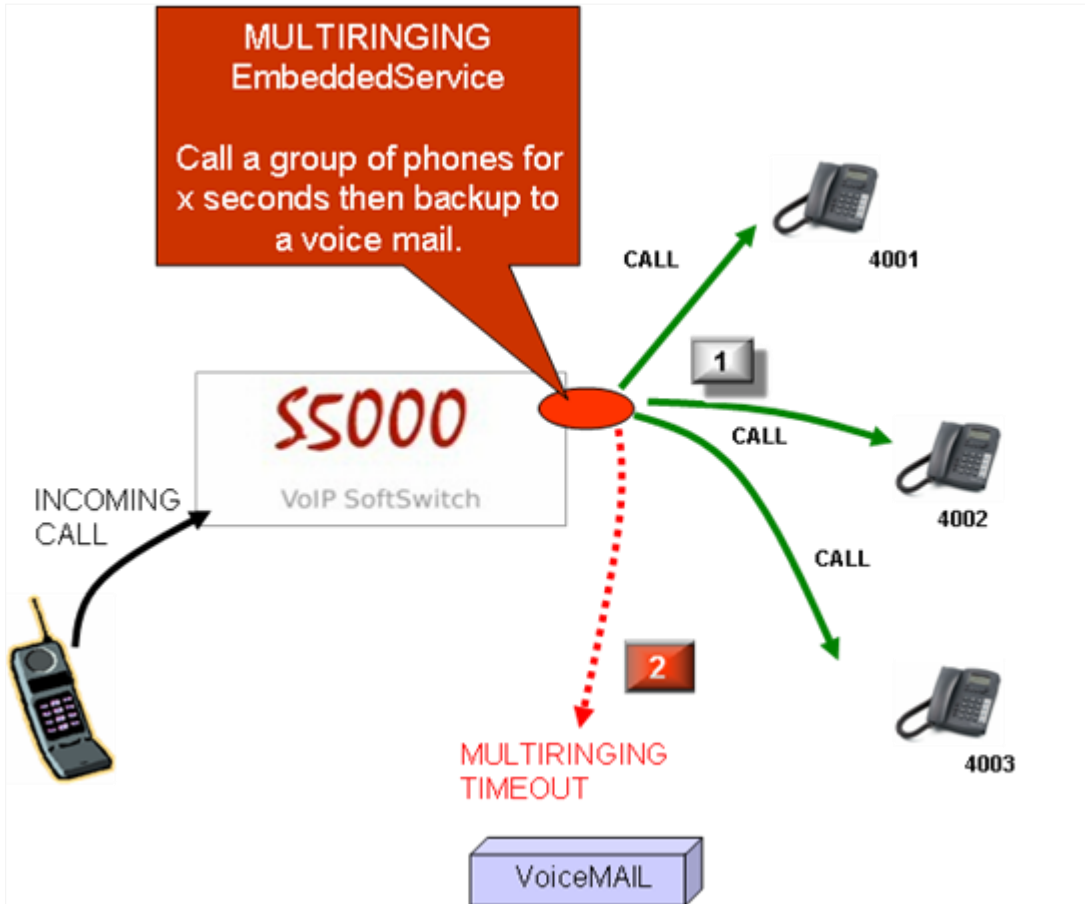 MULTIRINGING
EmbeddedService
Call a group of phones for
x seconds then backup to
a voice mail.
CALL
4001
1
S5000
VoIP SoftSwitch
CALL
4002
INCOMING
CALL
CALL
2
4003
MULTIRINGING
TIMEOUT
VoiceMAIL